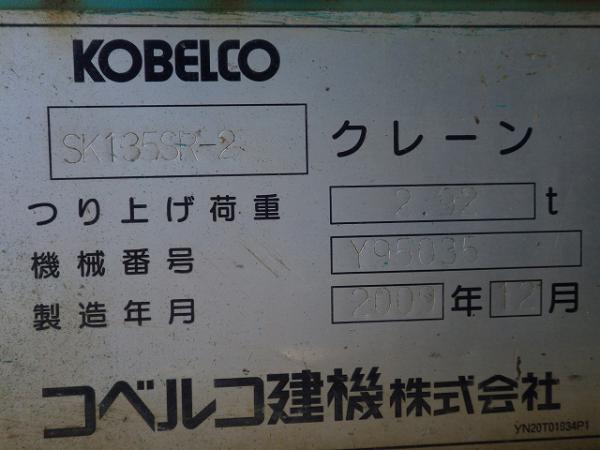 KOBELCO
SK135SR-2 クレーン
つり上げ荷重 2.92 t
機械番号 Y95035
製造年月 2009 年 12 月
コベルコ建機株式会社
YN20T01834P1